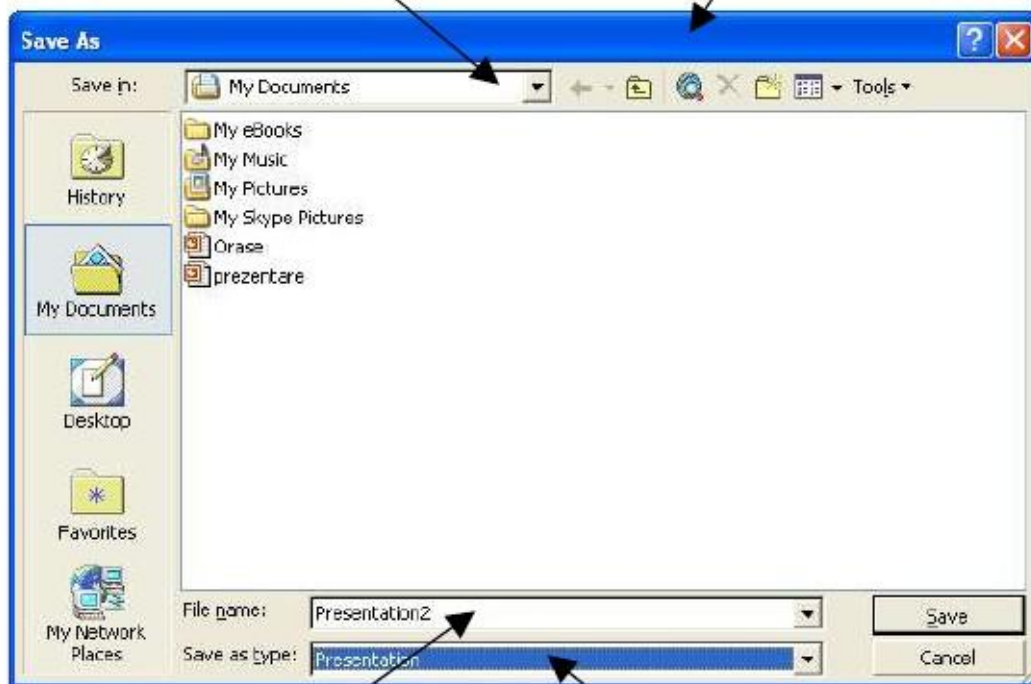 Save As
Save in:
My Documents
Tools
My eBooks
My Music
My Pictures
My Skype Pictures
Orase
prezentare
History
My Documents
Desktop
Favorites
My Network
Places
File name:
Presentation2
Save
Save as type:
Presentation
Cancel